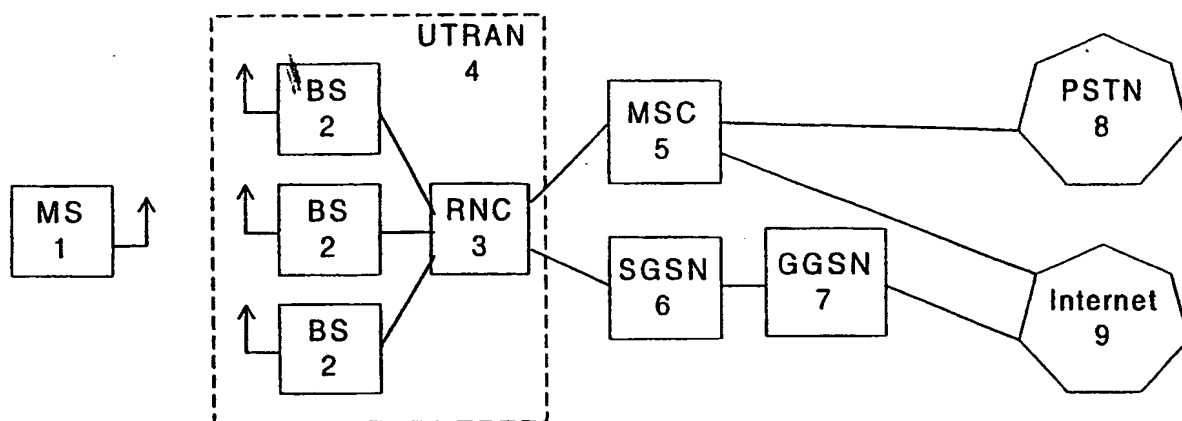 UTRAN
4
BS
2
BS
2
BS
2
MS
1
RNC
3
MSC
5
SGSN
6
GGSN
7
PSTN
8
Internet
9